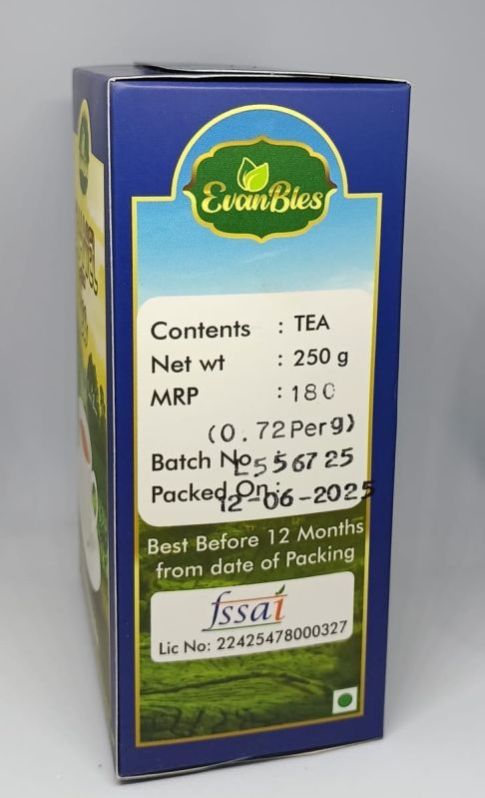 EvanBles
Contents : TEA
Net wt : 250 g
MRP : 180
(0.72Perg)
Batch No. : L556725
Packed On : 12-06-2025
Best Before 12 Months
from date of Packing
fssai
Lic No: 22425478000327